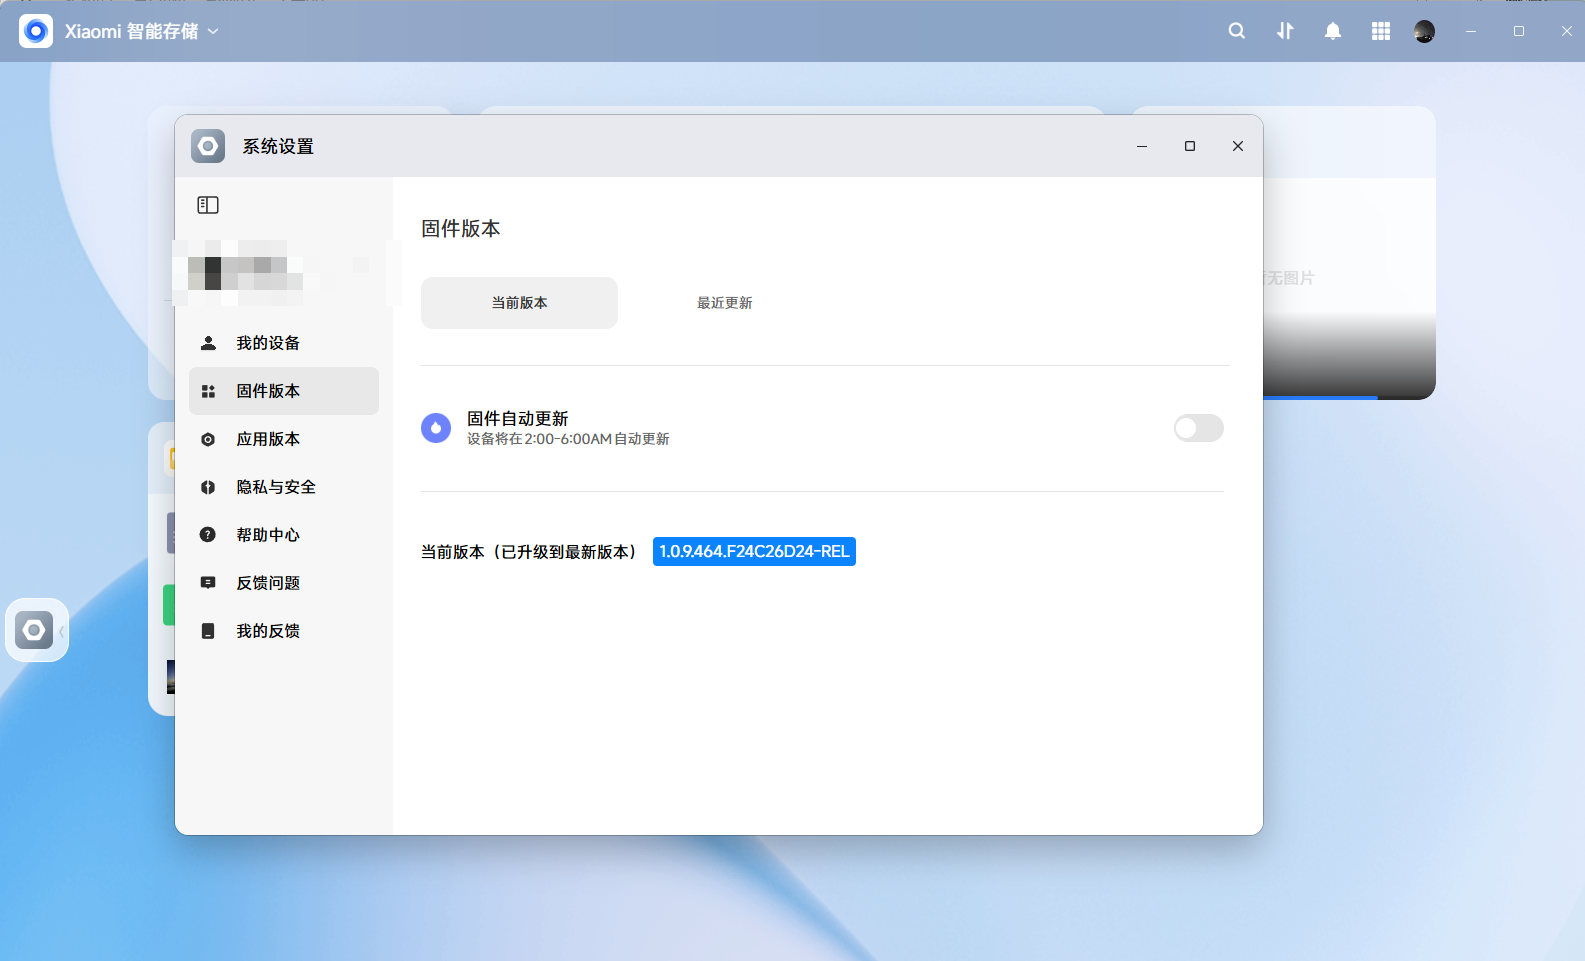 Xiaomi 智能存储
系统设置
我的设备
固件版本
应用版本
隐私与安全
帮助中心
反馈问题
我的反馈
固件版本
当前版本
最近更新
固件自动更新
设备将在2:00-6:00AM自动更新
当前版本（已升级到最新版本）
1.0.9.464.F24C26D24-REL
无图片